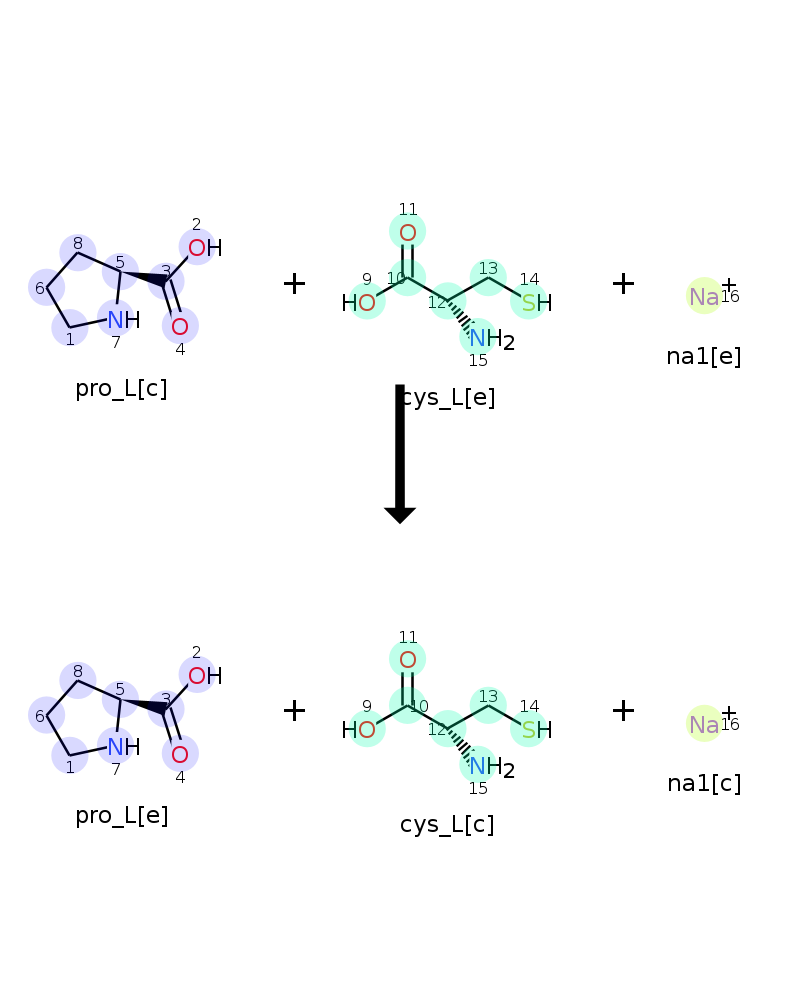 11
2
8 5 3 OH + O 9 10 13 14 + Na + 16
6 NH O HO 12 SH
1 7 4 NH2 15
na1[e]
pro_L[c]
cys_L[e]
11
2
8 5 3 OH + O 9 10 13 14 + Na + 16
6 NH O HO 12 SH
1 7 4 NH2 15
na1[c]
pro_L[e]
cys_L[c]